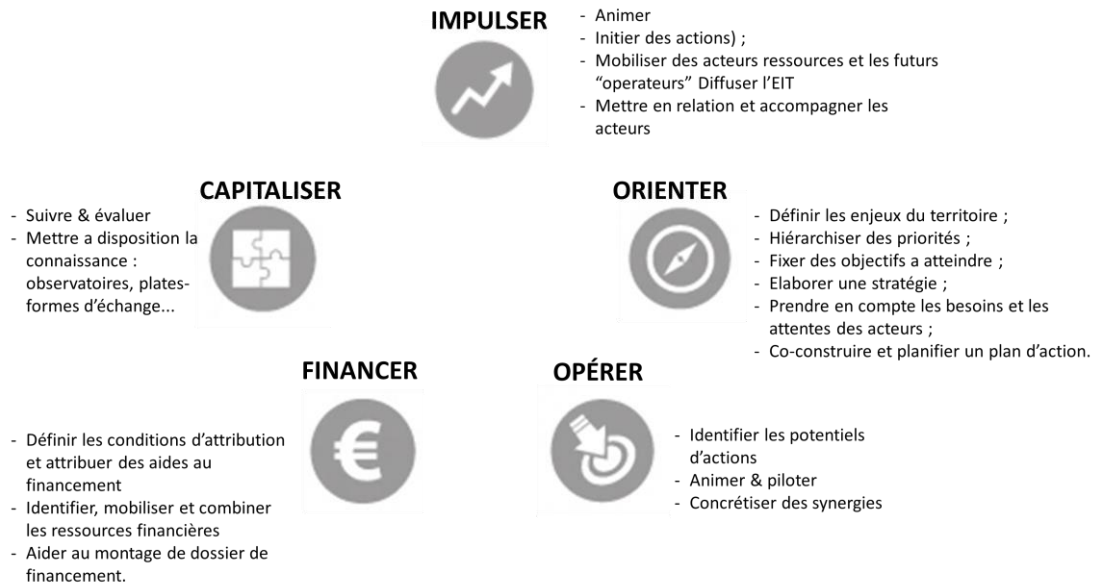 IMPULSER
- Animer
- Initier des actions) ;
- Mobiliser des acteurs ressources et les futurs
“operateurs” Diffuser l’EIT
- Mettre en relation et accompagner les
acteurs
CAPITALISER
- Suivre & évaluer
- Mettre a disposition la
connaissance :
observatoires, plates-
formes d’échange...
ORIENTER
- Définir les enjeux du territoire ;
- Hiérarchiser des priorités ;
- Fixer des objectifs a atteindre ;
- Elaborer une stratégie ;
- Prendre en compte les besoins et les
attentes des acteurs ;
- Co-construire et planifier un plan d’action.
FINANCER
€
- Définir les conditions d’attribution
et attribuer des aides au
financement
- Identifier, mobiliser et combiner
les ressources financières
- Aider au montage de dossier de
financement.
OPÉRER
- Identifier les potentiels
d’actions
- Animer & piloter
- Concrétiser des synergies